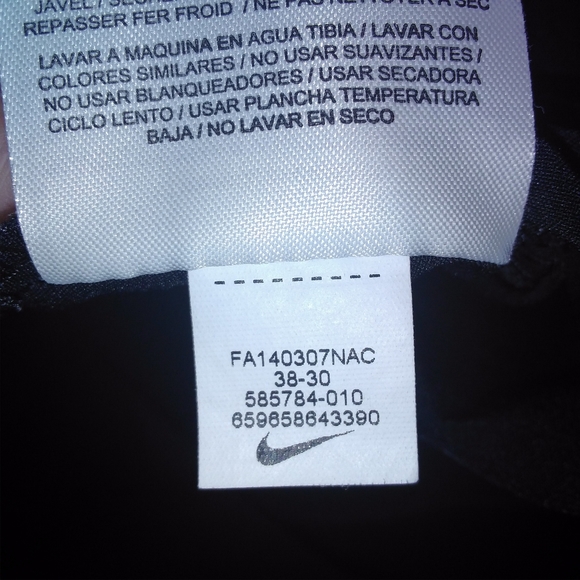 JAVEL / SÉCH
REPASSER FER FROID / NE PAS NETTOYER A SEC
LAVAR A MAQUINA EN AGUA TIBIA / LAVAR CON
COLORES SIMILARES / NO USAR SUAVIZANTES /
NO USAR BLANQUEADORES / USAR SECADORA
CICLO LENTO / USAR PLANCHA TEMPERATURA
BAJA / NO LAVAR EN SECO
FA140307NAC
38-30
585784-010
659658643390